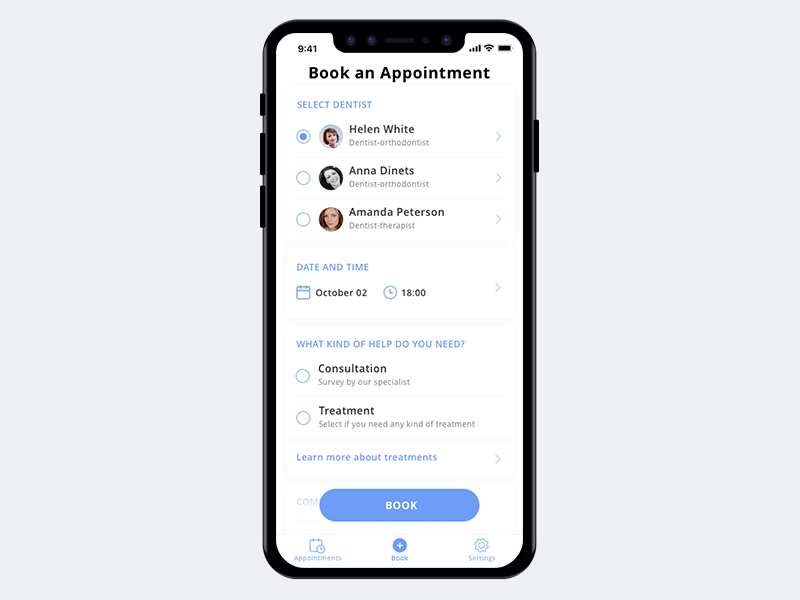 9:41
Book an Appointment
SELECT DENTIST
Helen White
Dentist-orthodontist
Anna Dinets
Dentist-orthodontist
Amanda Peterson
Dentist-therapist
DATE AND TIME
October 02 18:00
WHAT KIND OF HELP DO YOU NEED?
Consultation
Survey by our specialist
Treatment
Select if you need any kind of treatment
Learn more about treatments
BOOK
Appointments Book Settings